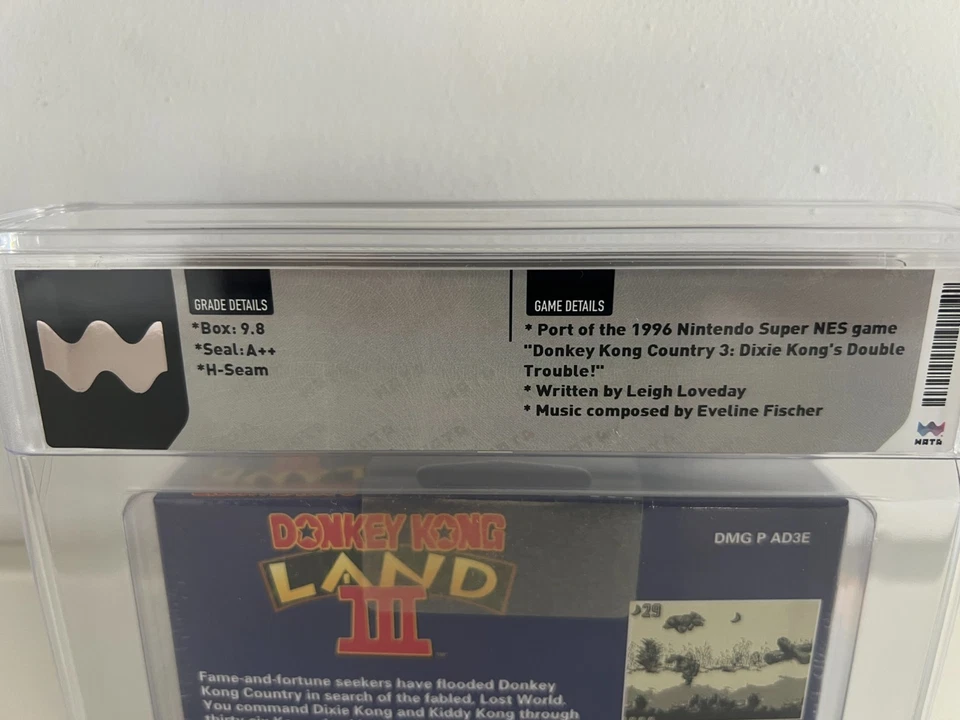 GRADE DETAILS
*Box: 9.8
*Seal: A++
*H-Seam
GAME DETAILS
* Port of the 1996 Nintendo Super NES game
"Donkey Kong Country 3: Dixie Kong's Double
Trouble!"
* Written by Leigh Loveday
* Music composed by Eveline Fischer
WATA
DONKEY KONG
LAND
III
TM
DMG P AD3E
29
Fame-and-fortune seekers have flooded Donkey
Kong Country in search of the fabled, Lost World.
You command Dixie Kong and Kiddy Kong through